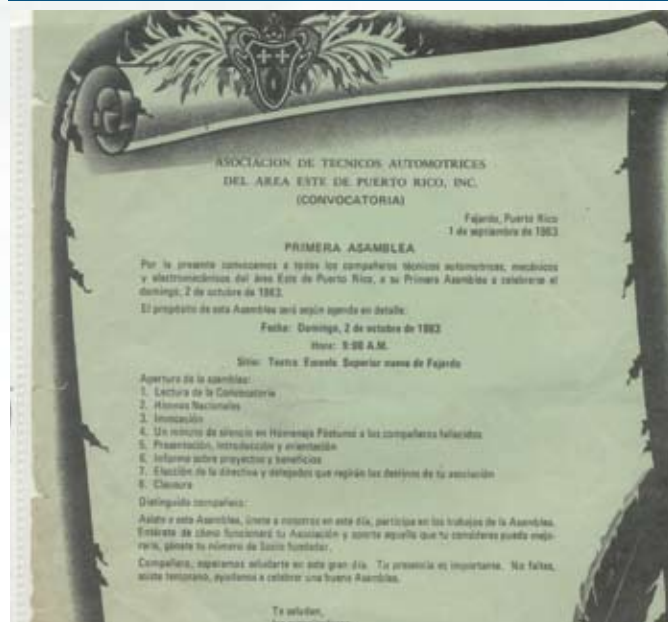 ASOCIACION DE TECNICOS AUTOMOTRICES
DEL AREA ESTE DE PUERTO RICO, INC.
(CONVOCATORIA)
Fajardo, Puerto Rico
1 de septiembre de 1983
PRIMERA ASAMBLEA
Por la presente convocamos a todos los compañeros técnicos automotrices, mecánicos
y electromecánicos del área Este de Puerto Rico, a su Primera Asamblea a celebrarse el
domingo, 2 de octubre de 1983.
El propósito de esta Asamblea será según agenda en detalle:
Fecha: Domingo, 2 de octubre de 1983
Hora: 9:00 A.M.
Sitio: Teatro Escuela Superior nueva de Fajardo
Apertura de la asamblea:
1. Lectura de la Convocatoria
2. Himnos Nacionales
3. Invocación
4. Un minuto de silencio en Homenaje Póstumo a los compañeros fallecidos
5. Presentación, introducción y orientación
6. Informe sobre proyectos y beneficios
7. Elección de la directiva y delegados que regirán los destinos de tu asociación
8. Clausura
Distinguido compañero:
Asiste a esta Asamblea, únete a nosotros en este día, participa en los trabajos de la Asamblea.
Entérate de cómo funcionará tu Asociación y aporta aquello que tu consideres pueda mejo-
rarla, gánate tu número de Socio fundador.
Compañero, esperamos saludarte en este gran día. Tu presencia es importante. No faltes,
asiste temprano, ayúdanos a celebrar una buena Asamblea.
Te saludan,